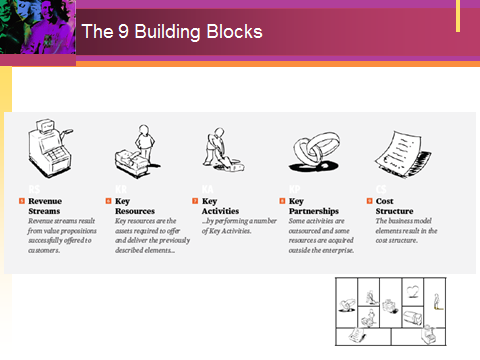 The 9 Building Blocks
RS
KR
KA
KP
CS
5 Revenue
Streams
Revenue streams result
from value propositions
successfully offered to
customers.
6 Key
Resources
Key resources are the
assets required to offer
and deliver the previously
described elements...
7 Key
Activities
...by performing a number
of Key Activities.
8 Key
Partnerships
Some activities are
outsourced and some
resources are acquired
outside the enterprise.
9 Cost
Structure
The business model
elements result in the
cost structure.